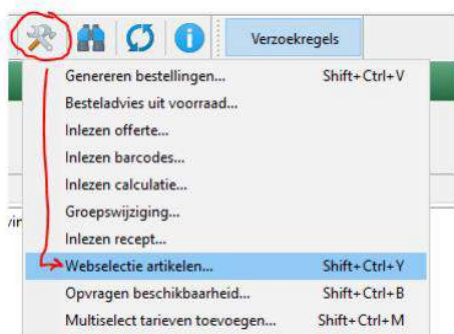 Verzoekregels
Genereren bestellingen... Shift+Ctrl+V
Besteladvies uit voorraad...
Inlezen offerte...
Inlezen barcodes...
Inlezen calculatie...
Groepswijziging...
Inlezen recept...
Webselectie artikelen... Shift+Ctrl+Y
Opvragen beschikbaarheid... Shift+Ctrl+B
Multiselect tarieven toevoegen... Shift+Ctrl+M